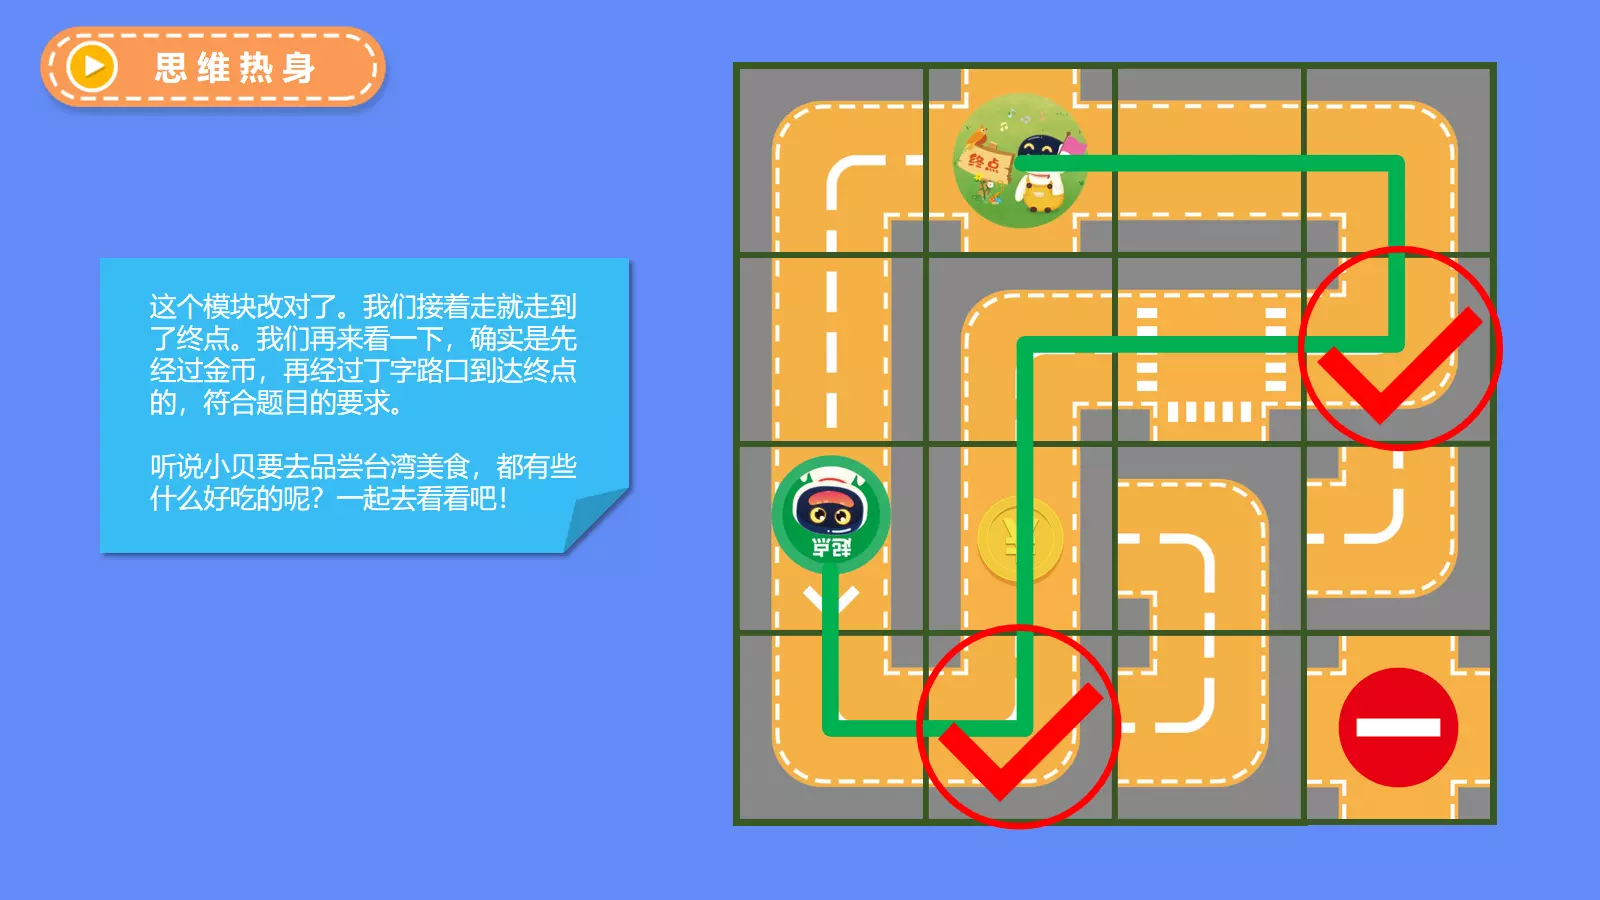 思维热身
终点
这个模块改对了。我们接着走就走到
了终点。我们再来看一下，确实是先
经过金币，再经过丁字路口到达终点
的，符合题目的要求。
听说小贝要去品尝台湾美食，都有些
什么好吃的呢？一起去看看吧！
起点
¥